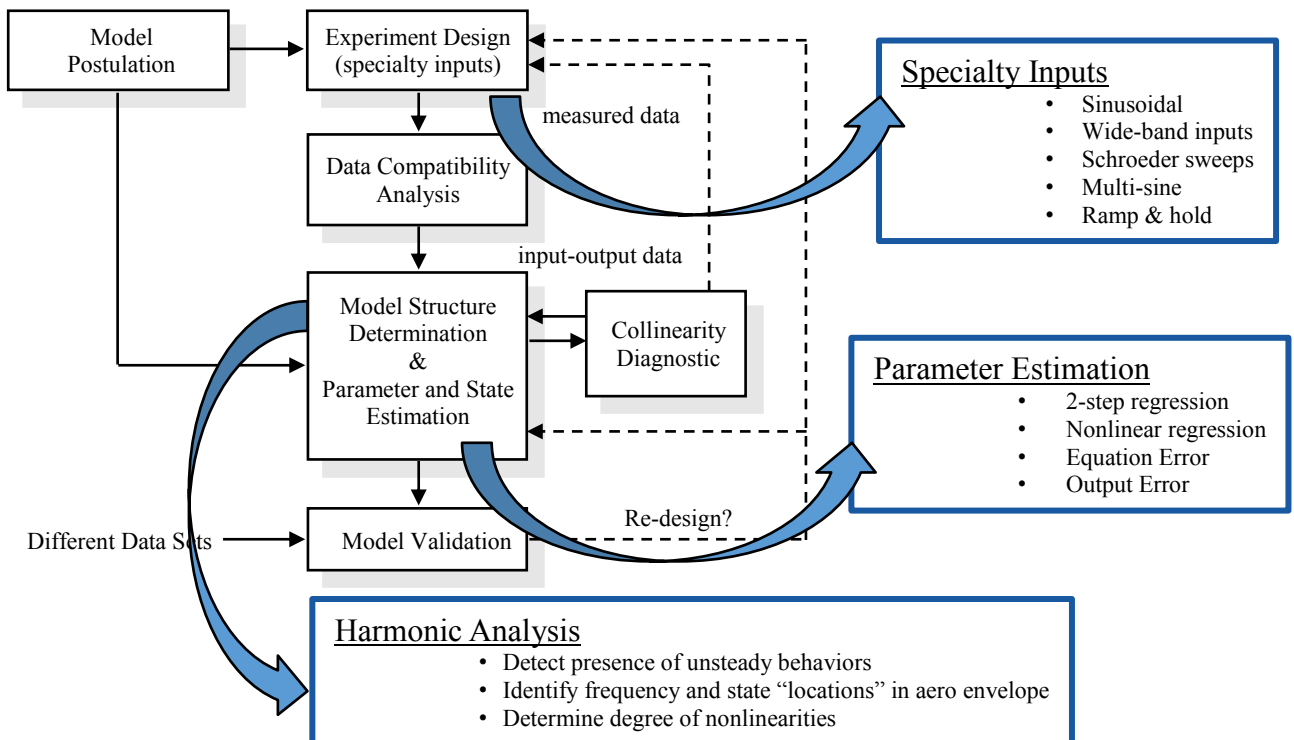 Model
Postulation
Experiment Design
(specialty inputs)
Specialty Inputs
• Sinusoidal
• Wide-band inputs
• Schroeder sweeps
• Multi-sine
• Ramp & hold
measured data
Data Compatibility
Analysis
input-output data
Model Structure
Determination
&
Parameter and State
Estimation
Collinearity
Diagnostic
Parameter Estimation
• 2-step regression
• Nonlinear regression
• Equation Error
• Output Error
Re-design?
Different Data Sets
Model Validation
Harmonic Analysis
• Detect presence of unsteady behaviors
• Identify frequency and state “locations” in aero envelope
• Determine degree of nonlinearities